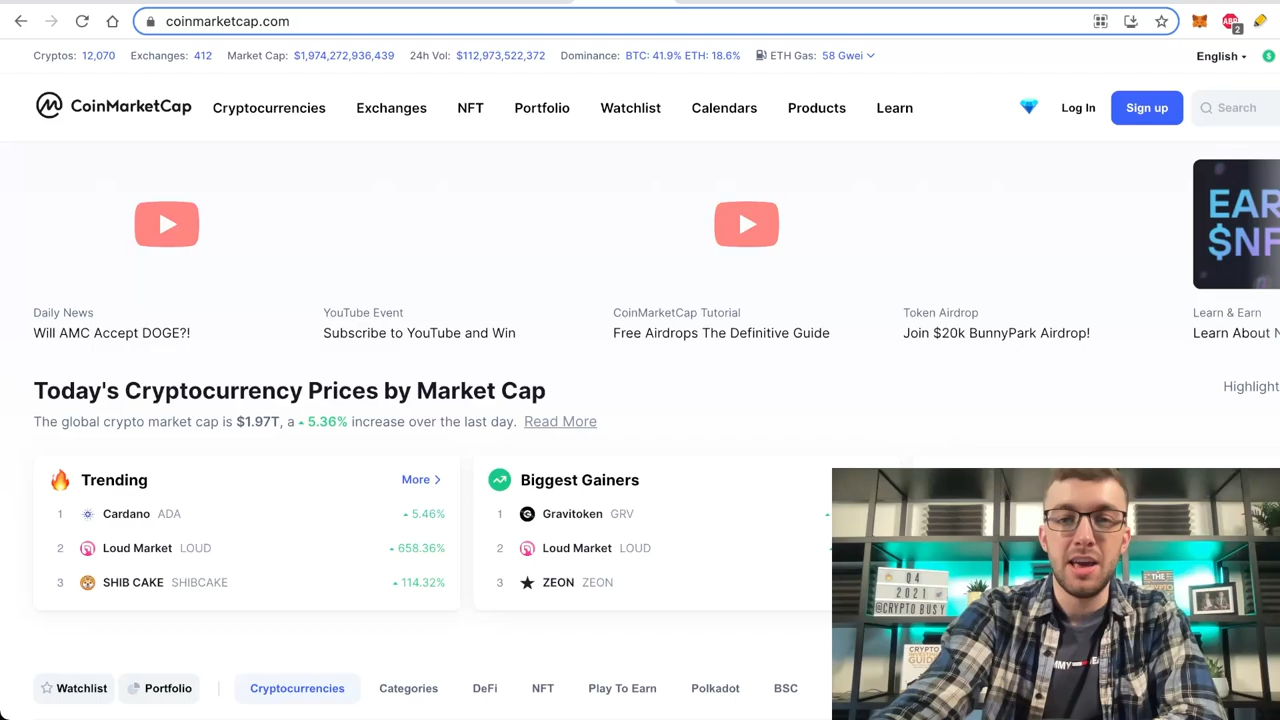 coinmarketcap.com
ABP
2
Cryptos: 12,070 Exchanges: 412 Market Cap: $1,974,272,936,439 24h Vol: $112,973,522,372 Dominance: BTC: 41.9% ETH: 18.6% ETH Gas: 58 Gwei English
CoinMarketCap Cryptocurrencies Exchanges NFT Portfolio Watchlist Calendars Products Learn Log In Sign up Search
EAR
$NF
Daily News YouTube Event CoinMarketCap Tutorial Token Airdrop Learn & Earn
Will AMC Accept DOGE?! Subscribe to YouTube and Win Free Airdrops The Definitive Guide Join $20k BunnyPark Airdrop! Learn About N
Today's Cryptocurrency Prices by Market Cap Highlight
The global crypto market cap is $1.97T, a 5.36% increase over the last day. Read More
Trending More > Biggest Gainers
1 Cardano ADA 5.46% 1 Gravitoken GRV
2 Loud Market LOUD 658.36% 2 Loud Market LOUD
3 SHIB CAKE SHIBCAKE 114.32% 3 ZEON ZEON
Q4
2021
@CRYPTO BUSY
THE
CRYPTO
INVESTING
GUIDE
Watchlist Portfolio Cryptocurrencies Categories DeFi NFT Play To Earn Polkadot BSC